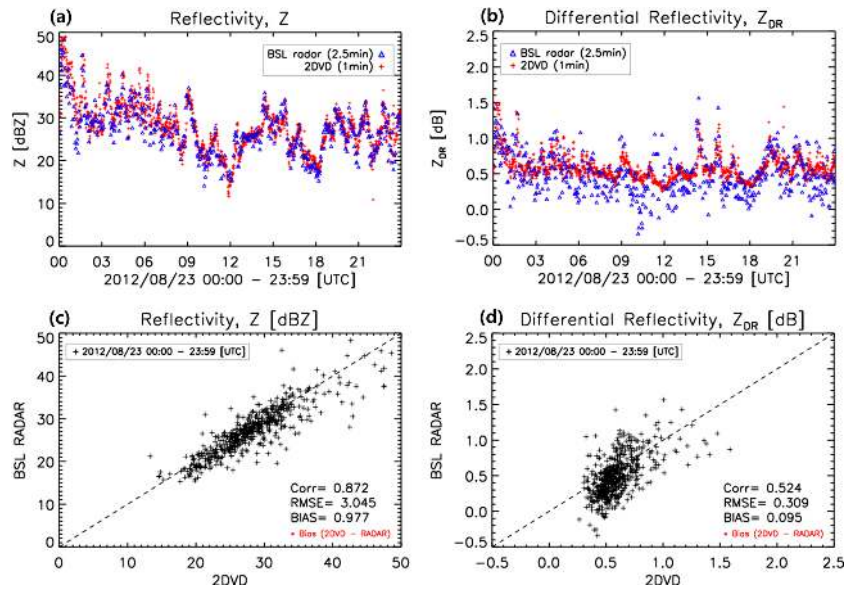 (a) Reflectivity, Z
BSL radar (2.5min)
2DVD (1min)
Z [dBZ]
50
40
30
20
10
0
00 03 06 09 12 15 18 21
2012/08/23 00:00 - 23:59 [UTC]
(b) Differential Reflectivity, Z_DR
BSL radar (2.5min)
2DVD (1min)
Z_DR [dB]
2.5
2.0
1.5
1.0
0.5
0.0
-0.5
00 03 06 09 12 15 18 21
2012/08/23 00:00 - 23:59 [UTC]
(c) Reflectivity, Z [dBZ]
+ 2012/08/23 00:00 - 23:59 [UTC]
BSL RADAR
50
40
30
20
10
0
Corr= 0.872
RMSE= 3.045
BIAS= 0.977
* Bias (2DVD - RADAR)
0 10 20 30 40 50
2DVD
(d) Differential Reflectivity, Z_DR [dB]
+ 2012/08/23 00:00 - 23:59 [UTC]
BSL RADAR
2.5
2.0
1.5
1.0
0.5
0.0
-0.5
Corr= 0.524
RMSE= 0.309
BIAS= 0.095
* Bias (2DVD - RADAR)
-0.5 0.0 0.5 1.0 1.5 2.0 2.5
2DVD